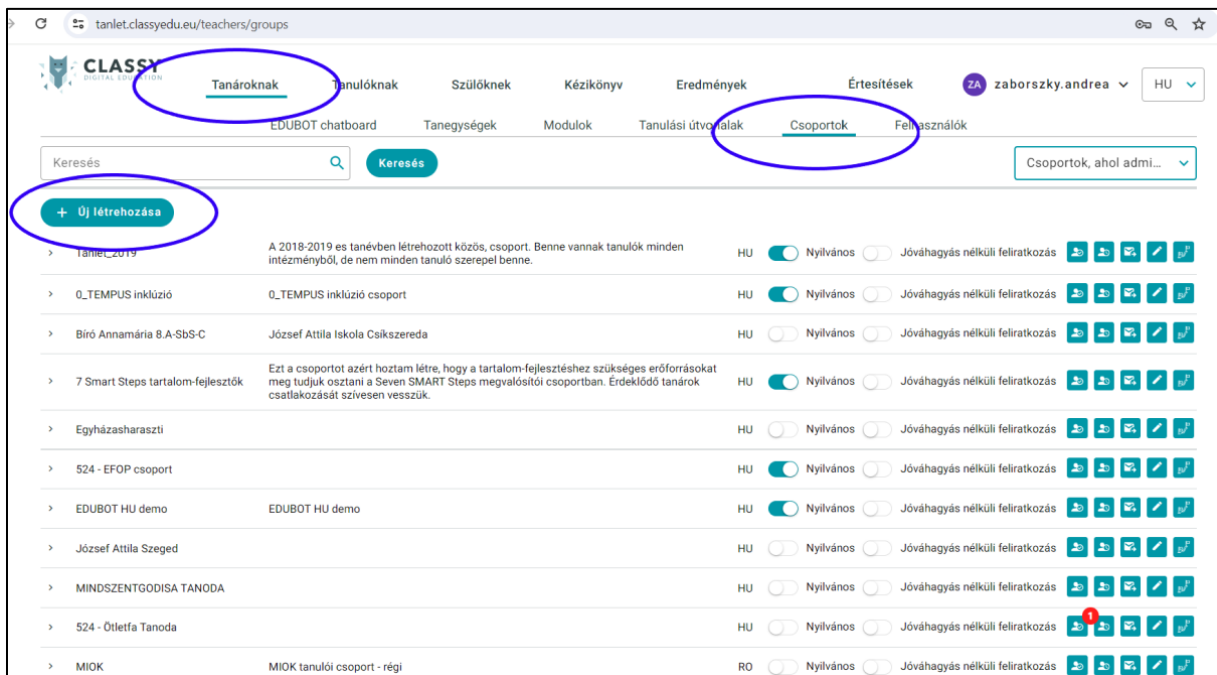 tanlet.classyedu.eu/teachers/groups
CLASSY
DIGITAL EDUCATION
Tanároknak Tanulóknak Szülőknek Kézikönyv Eredmények Értesítések ZA zaborszky.andrea HU
EDUBOT chatboard Tanegységek Modulok Tanulási útvonalak Csoportok Felhasználók
Keresés Keresés Csoportok, ahol admi...
+ Új létrehozása
Tanlet_2019 A 2018-2019 es tanévben létrehozott közös, csoport. Benne vannak tanulók minden
intézményből, de nem minden tanuló szerepel benne. HU Nyilvános Jóváhagyás nélküli feliratkozás
0_TEMPUS inklúzió 0_TEMPUS inklúzió csoport HU Nyilvános Jóváhagyás nélküli feliratkozás
Bíró Annamária 8.A-SbS-C József Attila Iskola Csíkszereda HU Nyilvános Jóváhagyás nélküli feliratkozás
Ezt a csoportot azért hoztam létre, hogy a tartalom-fejlesztéshez szükséges erőforrásokat
7 Smart Steps tartalom-fejlesztők meg tudjuk osztani a Seven SMART Steps megvalósítói csoportban. Érdeklődő tanárok HU Nyilvános Jóváhagyás nélküli feliratkozás
csatlakozását szívesen vesszük.
Egyházasharaszti HU Nyilvános Jóváhagyás nélküli feliratkozás
524 - EFOP csoport HU Nyilvános Jóváhagyás nélküli feliratkozás
EDUBOT HU demo EDUBOT HU demo HU Nyilvános Jóváhagyás nélküli feliratkozás
József Attila Szeged HU Nyilvános Jóváhagyás nélküli feliratkozás
MINDSZENTGODISA TANODA HU Nyilvános Jóváhagyás nélküli feliratkozás
524 - Ötletfa Tanoda HU Nyilvános Jóváhagyás nélküli feliratkozás 1
MIOK MIOK tanulói csoport - régi RO Nyilvános Jóváhagyás nélküli feliratkozás